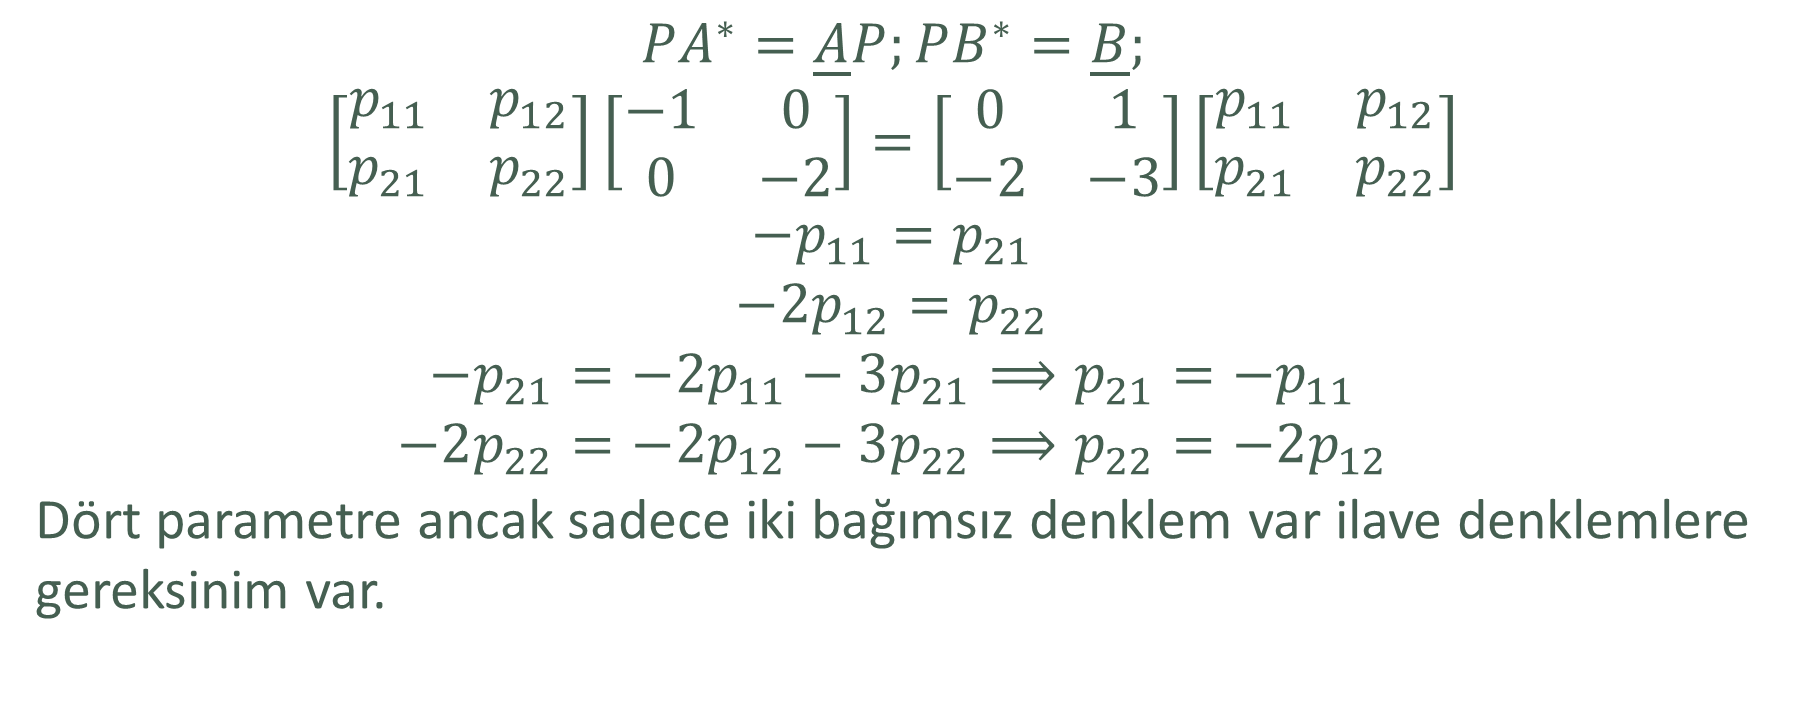 PA* = A̲P; PB* = B̲;
[p₁₁ p₁₂; p₂₁ p₂₂] [−1 0; 0 −2] = [0 1; −2 −3] [p₁₁ p₁₂; p₂₁ p₂₂]
−p₁₁ = p₂₁
−2p₁₂ = p₂₂
−p₂₁ = −2p₁₁ − 3p₂₁ ⟹ p₂₁ = −p₁₁
−2p₂₂ = −2p₁₂ − 3p₂₂ ⟹ p₂₂ = −2p₁₂
Dört parametre ancak sadece iki bağımsız denklem var ilave denklemlere
gereksinim var.